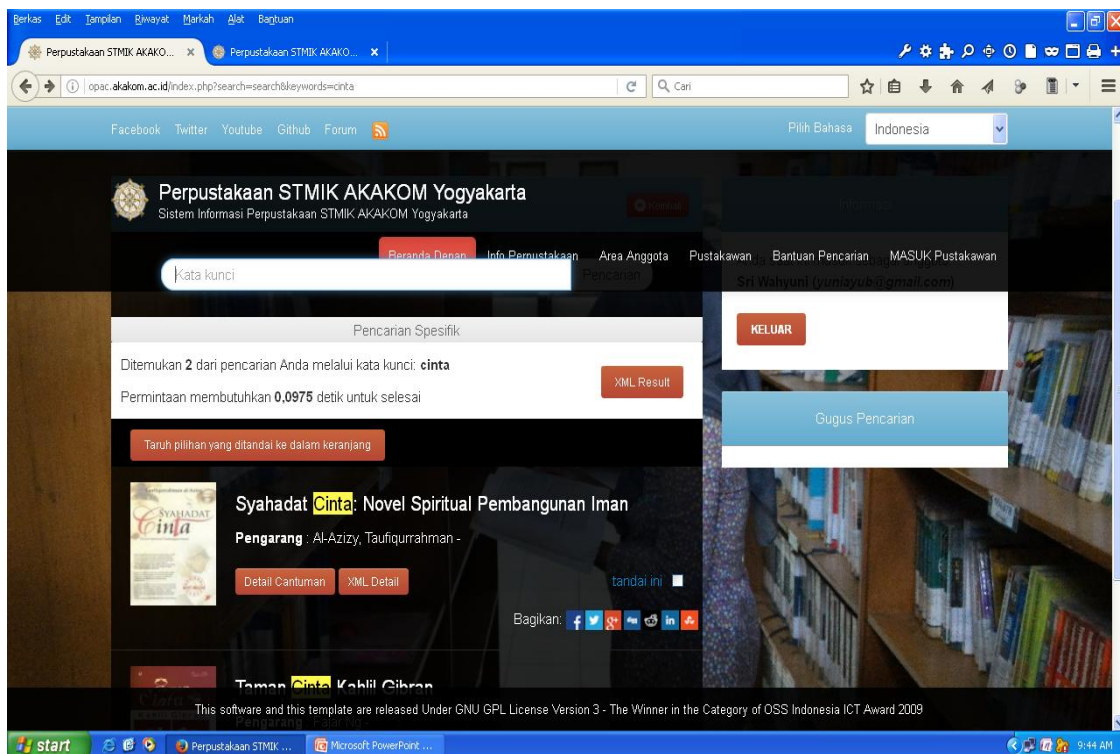 Berkas Edit Tampilan Riwayat Markah Alat Bantuan
Perpustakaan STMIK AKAKO... × Perpustakaan STMIK AKAKO... ×
opac.akakom.ac.id/index.php?search=search&keywords=cinta
Cari
Facebook Twitter Youtube Github Forum
Pilih Bahasa Indonesia
Perpustakaan STMIK AKAKOM Yogyakarta
Sistem Informasi Perpustakaan STMIK AKAKOM Yogyakarta
Informasi
Beranda Depan Info Perpustakaan Area Anggota Pustakawan Bantuan Pencarian MASUK Pustakawan
Kata kunci Pencarian
Sri Wahyuni (yuniayub@gmail.com)
KELUAR
Pencarian Spesifik
Ditemukan 2 dari pencarian Anda melalui kata kunci: cinta
Permintaan membutuhkan 0,0975 detik untuk selesai
XML Result
Gugus Pencarian
Taruh pilihan yang ditandai ke dalam keranjang
SYAHADAT
Cinta
Syahadat Cinta: Novel Spiritual Pembangunan Iman
Pengarang : Al-Azizy, Taufiqurrahman -
Detail Cantuman XML Detail
tandai ini
Bagikan:
Taman Cinta Kahlil Gibran
This software and this template are released Under GNU GPL License Version 3 - The Winner in the Category of OSS Indonesia ICT Award 2009
Pengarang : Fajar Ng -
start Perpustakaan STMIK ... Microsoft PowerPoint ... 9:44 AM